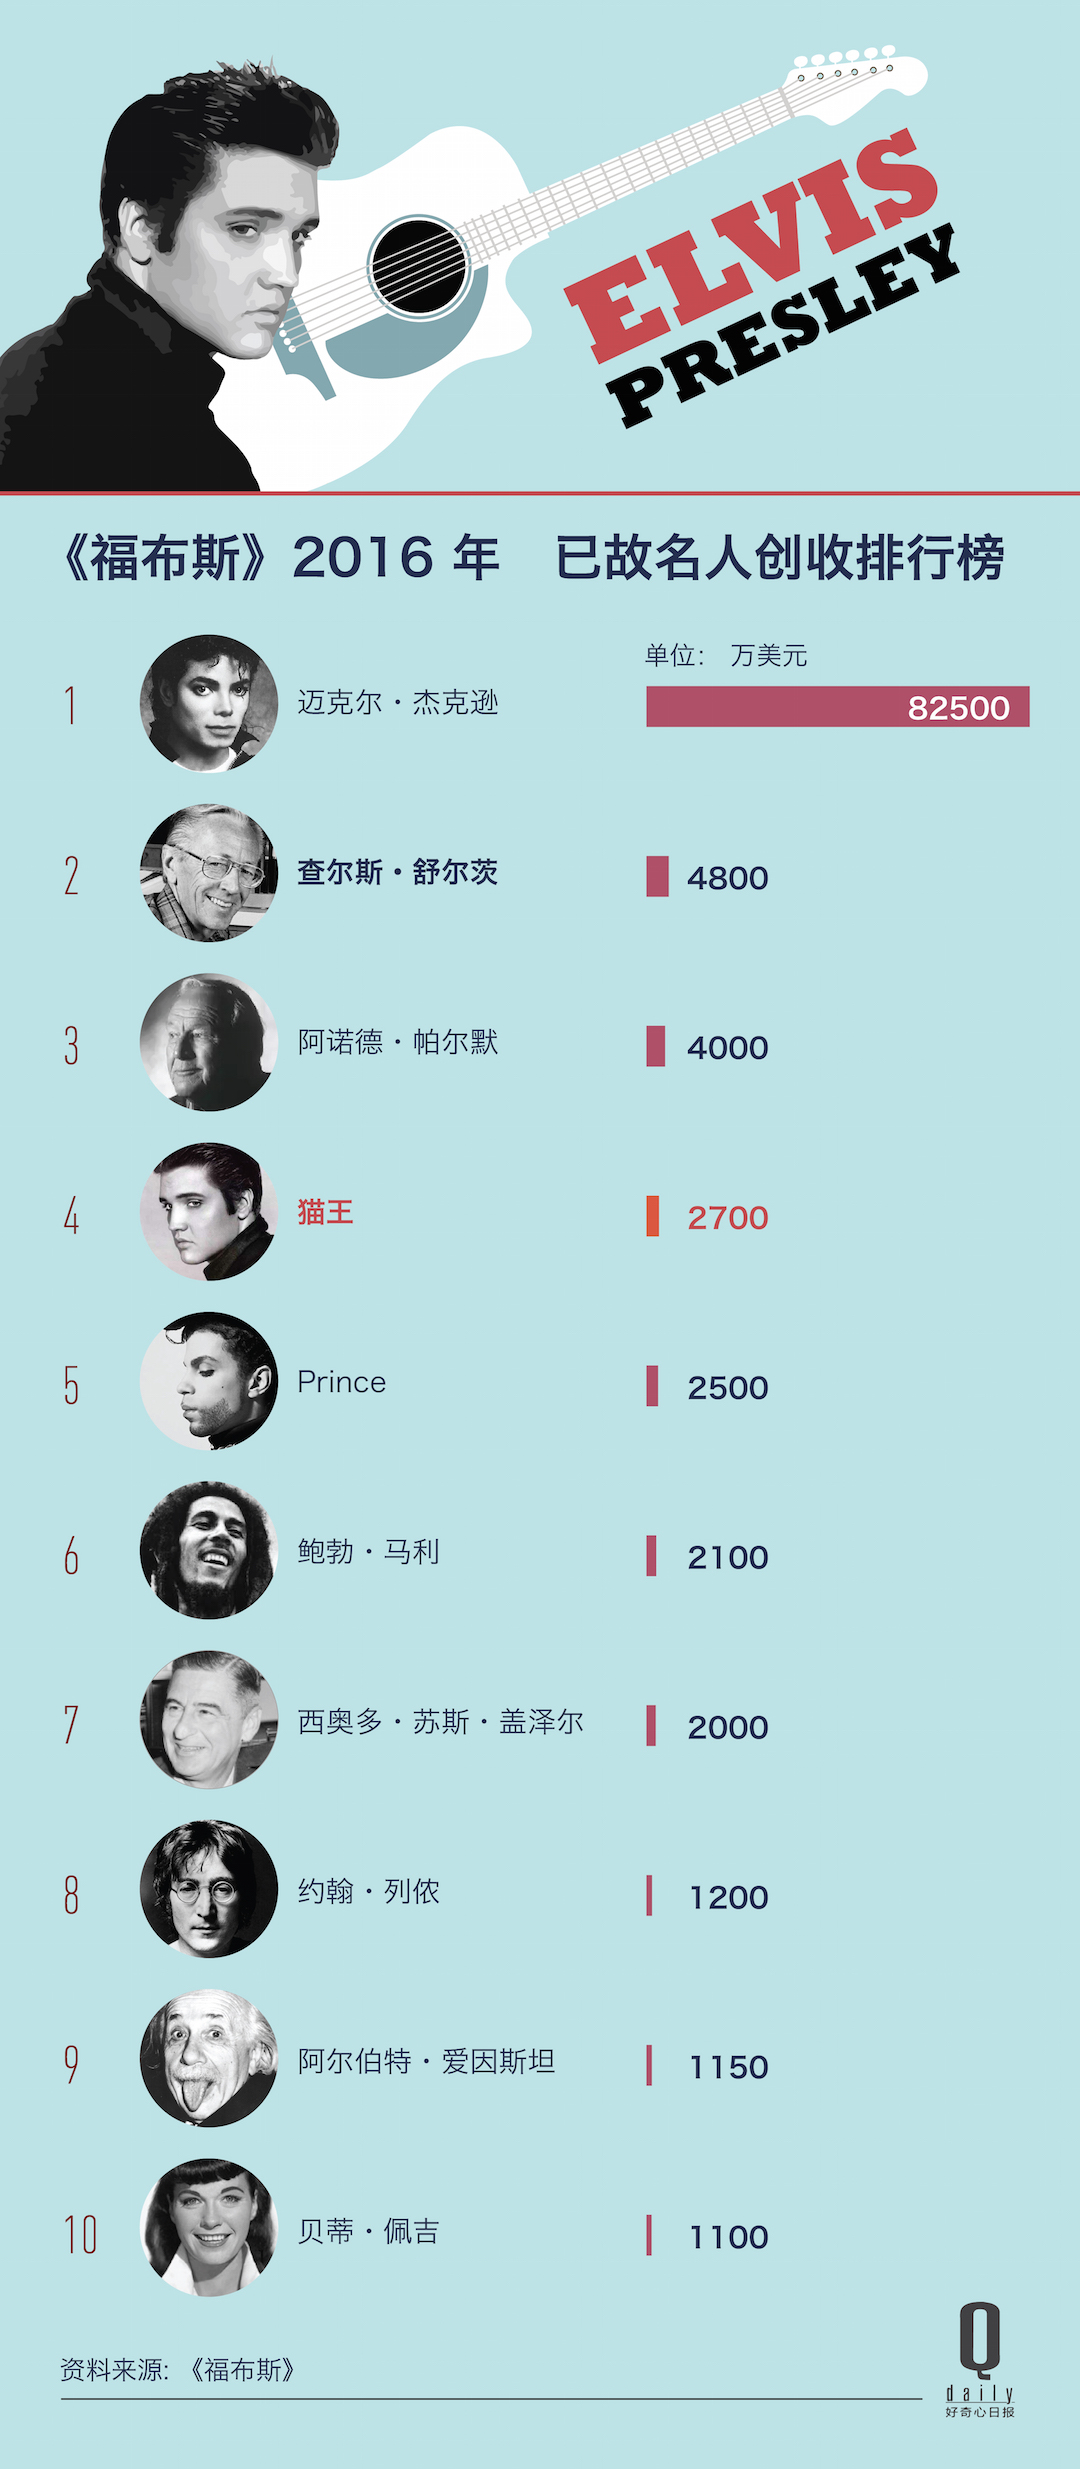 ELVIS
PRESLEY
《福布斯》2016 年 已故名人创收排行榜
单位： 万美元
1 迈克尔·杰克逊 82500
2 查尔斯·舒尔茨 4800
3 阿诺德·帕尔默 4000
4 猫王 2700
5 Prince 2500
6 鲍勃·马利 2100
7 西奥多·苏斯·盖泽尔 2000
8 约翰·列侬 1200
9 阿尔伯特·爱因斯坦 1150
10 贝蒂·佩吉 1100
资料来源：《福布斯》
Q
daily
好奇心日报